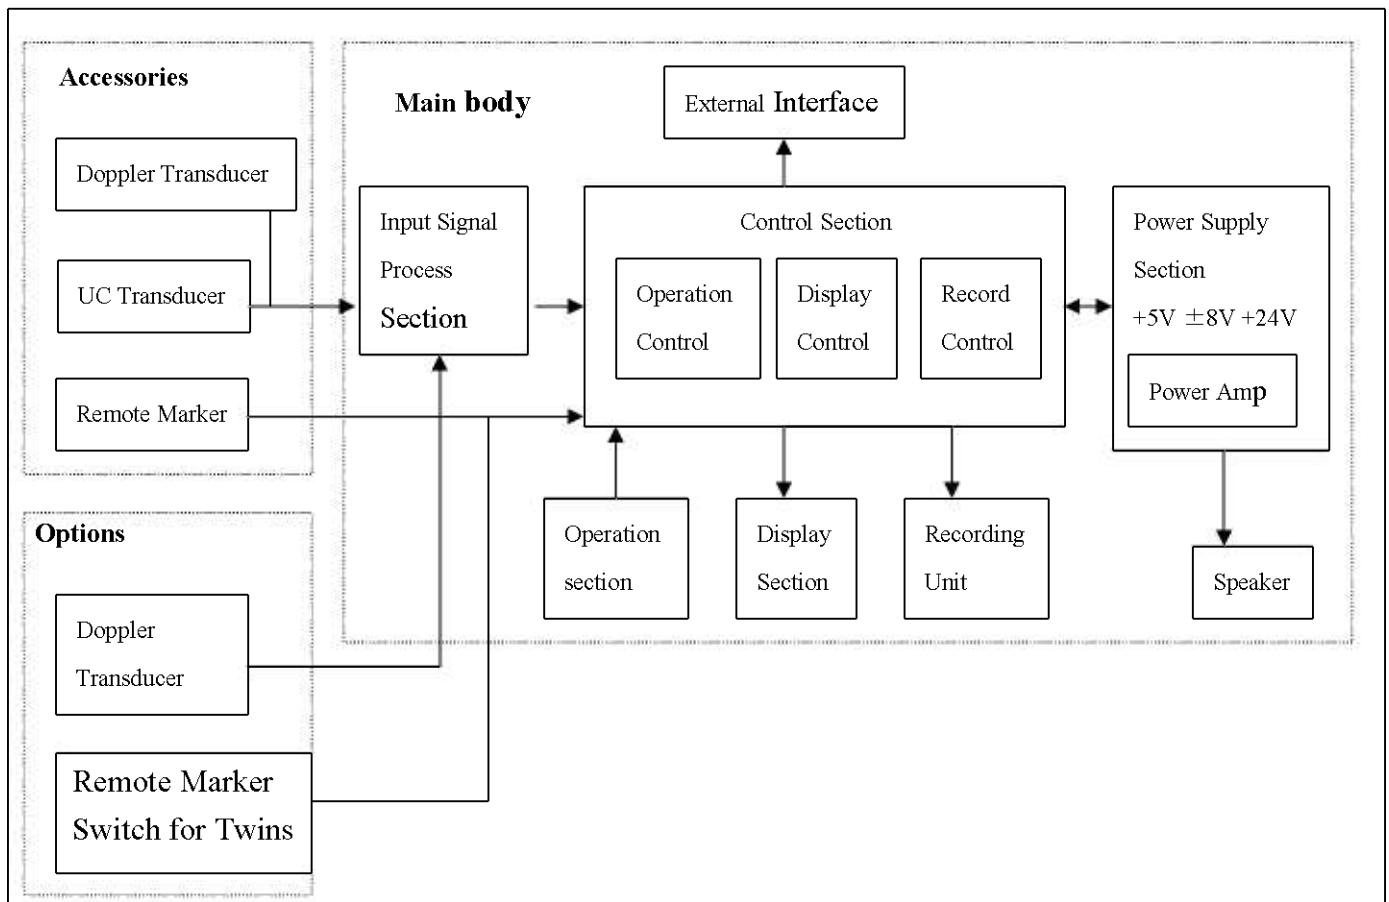 Accessories
Doppler Transducer
UC Transducer
Remote Marker
Options
Doppler
Transducer
Remote Marker
Switch for Twins
Main body
External Interface
Input Signal
Process
Section
Control Section
Operation
Control
Display
Control
Record
Control
Power Supply
Section
+5V ±8V +24V
Power Amp
Operation
section
Display
Section
Recording
Unit
Speaker